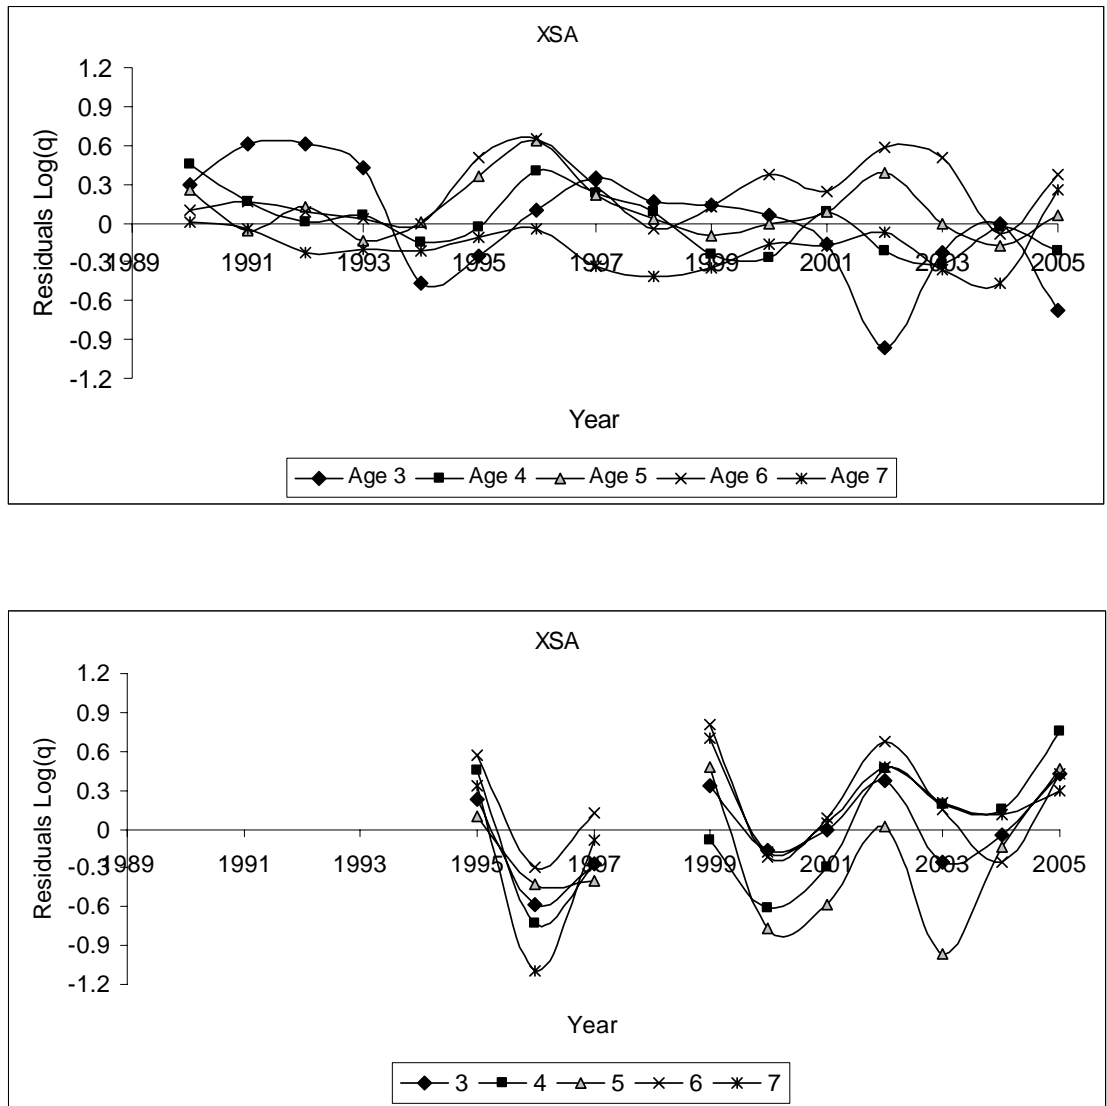 XSA
1.2
0.9
0.6
0.3
0
-0.3
-0.6
-0.9
-1.2
Residuals Log(q)
1989 1991 1993 1995 1997 1999 2001 2003 2005
Year
Age 3 Age 4 Age 5 Age 6 Age 7
XSA
1.2
0.9
0.6
0.3
0
-0.3
-0.6
-0.9
-1.2
Residuals Log(q)
1989 1991 1993 1995 1997 1999 2001 2003 2005
Year
3 4 5 6 7